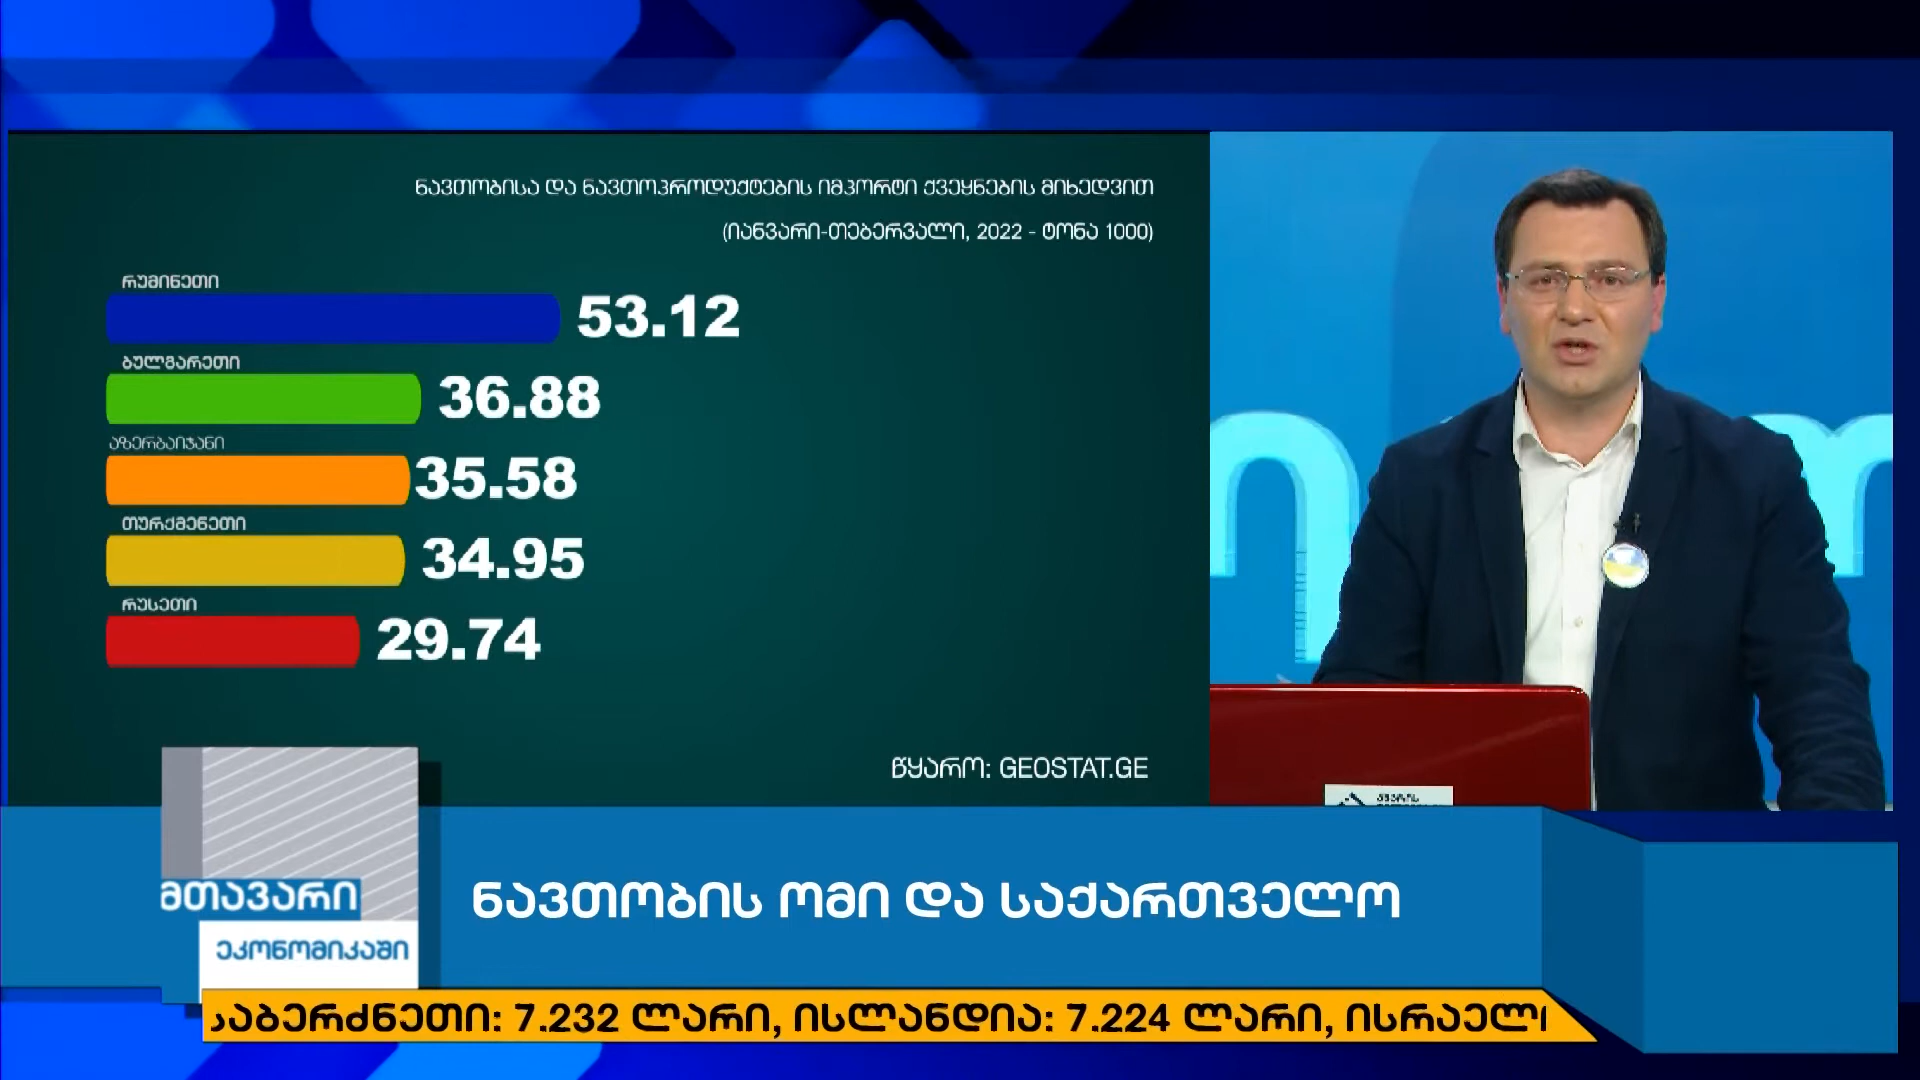 ნავთობისა და ნავთოპროდუქტების იმპორტი ქვეყნების მიხედვით
(იანვარი-თებერვალი, 2022 - ტონა 1000)
რუმინეთი
53.12
ბულგარეთი
36.88
აზერბაიჯანი
35.58
თურქმენეთი
34.95
რუსეთი
29.74
წყარო: GEOSTAT.GE
მთავარი
ეკონომიკაში
ნავთობის ომი და საქართველო
საბერძნეთი: 7.232 ლარი, ისლანდია: 7.224 ლარი, ისრაელი